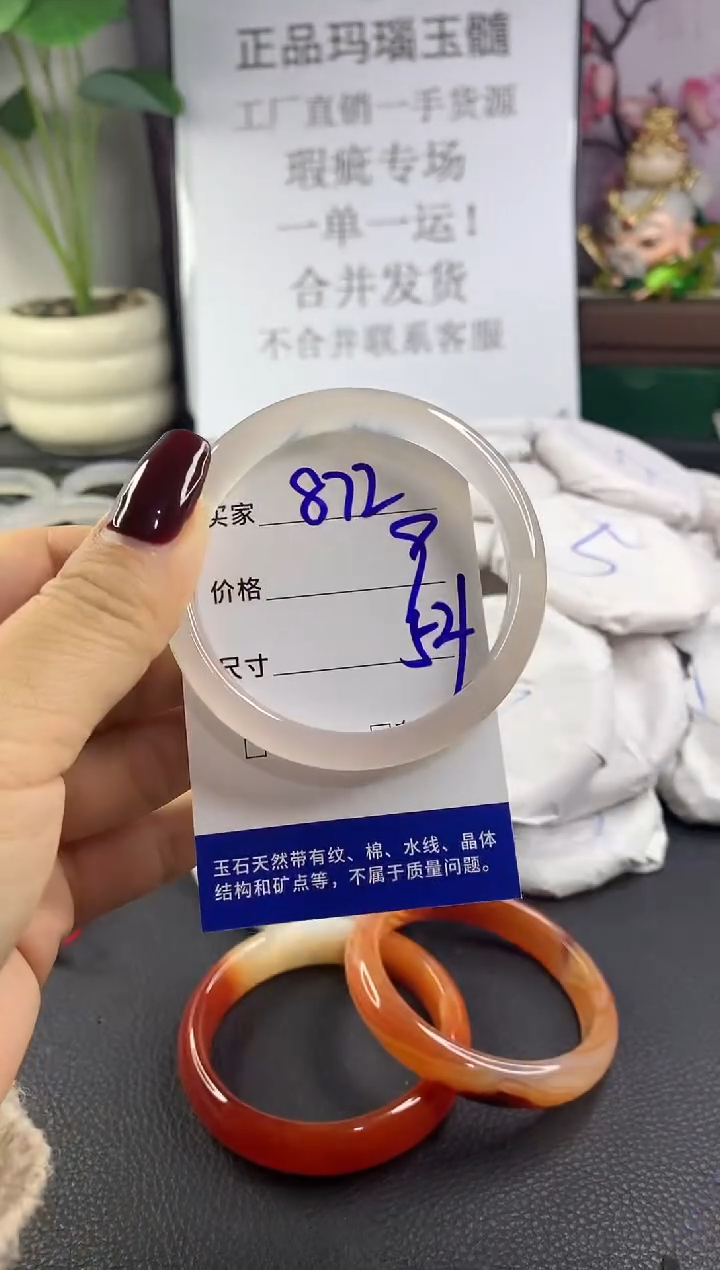 正品玛瑙玉髓
工厂直销一手货源
瑕疵专场
一单一运！
合并发货
不合并联系客服
买家 872
价格 9
尺寸 54
玉石天然带有纹、棉、水线、晶体
结构和矿点等，不属于质量问题。
5